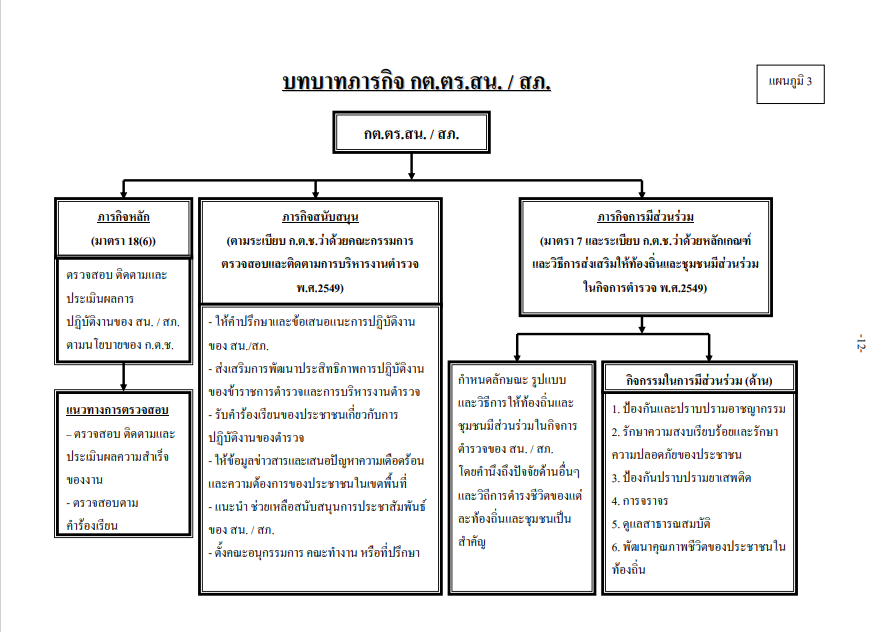 บทบาทภารกิจ กต.ตร.สน. / สภ.
แผนภูมิ 3
กต.ตร.สน. / สภ.
ภารกิจหลัก
(มาตรา 18(6))
ตรวจสอบ ติดตามและ
ประเมินผลการ
ปฏิบัติงานของ สน. / สภ.
ตามนโยบายของ ก.ต.ช.
แนวทางการตรวจสอบ
– ตรวจสอบ ติดตามและ
ประเมินผลความสำเร็จ
ของงาน
- ตรวจสอบตาม
คำร้องเรียน
ภารกิจสนับสนุน
(ตามระเบียบ ก.ต.ช.ว่าด้วยคณะกรรมการ
ตรวจสอบและติดตามการบริหารงานตำรวจ
พ.ศ.2549)
- ให้คำปรึกษาและข้อเสนอแนะการปฏิบัติงาน
ของ สน./สภ.
- ส่งเสริมการพัฒนาประสิทธิภาพการปฏิบัติงาน
ของข้าราชการตำรวจและการบริหารงานตำรวจ
- รับคำร้องเรียนของประชาชนเกี่ยวกับการ
ปฏิบัติงานของตำรวจ
- ให้ข้อมูลข่าวสารและเสนอปัญหาความเดือดร้อน
และความต้องการของประชาชนในเขตพื้นที่
- แนะนำ ช่วยเหลือสนับสนุนการประชาสัมพันธ์
ของ สน. / สภ.
- ตั้งคณะอนุกรรมการ คณะทำงาน หรือที่ปรึกษา
ภารกิจการมีส่วนร่วม
(มาตรา 7 และระเบียบ ก.ต.ช.ว่าด้วยหลักเกณฑ์
และวิธีการส่งเสริมให้ท้องถิ่นและชุมชนมีส่วนร่วม
ในกิจการตำรวจ พ.ศ.2549)
กำหนดลักษณะ รูปแบบ
และวิธีการให้ท้องถิ่นและ
ชุมชนมีส่วนร่วมในกิจการ
ตำรวจของ สน. / สภ.
โดยคำนึงถึงปัจจัยด้านอื่นๆ
และวิถีการดำรงชีวิตของแต่
ละท้องถิ่นและชุมชนเป็น
สำคัญ
กิจกรรมในการมีส่วนร่วม (ด้าน)
1. ป้องกันและปราบปรามอาชญากรรม
2. รักษาความสงบเรียบร้อยและรักษา
ความปลอดภัยของประชาชน
3. ป้องกันปราบปรามยาเสพติด
4. การจราจร
5. ดูแลสาธารณสมบัติ
6. พัฒนาคุณภาพชีวิตของประชาชนใน
ท้องถิ่น
-12-